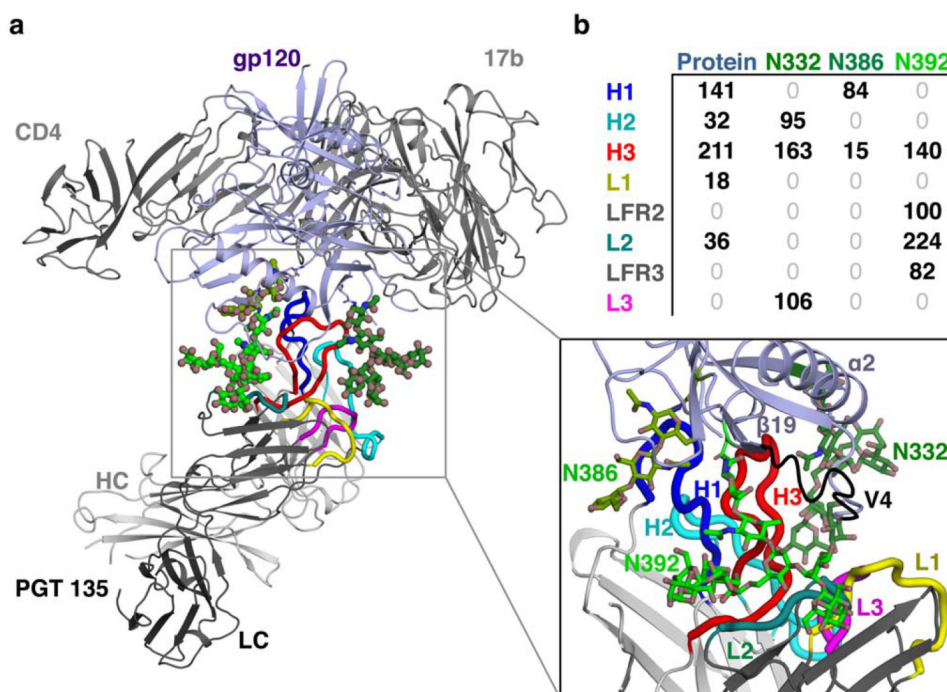 a
gp120
17b
CD4
HC
PGT 135
LC
b
Protein N332 N386 N392
H1 141 0 84 0
H2 32 95 0 0
H3 211 163 15 140
L1 18 0 0 0
LFR2 0 0 0 100
L2 36 0 0 224
LFR3 0 0 0 82
L3 0 106 0 0
α2
β19
N332
N386
H1
H3
V4
H2
N392
L1
L3
L2